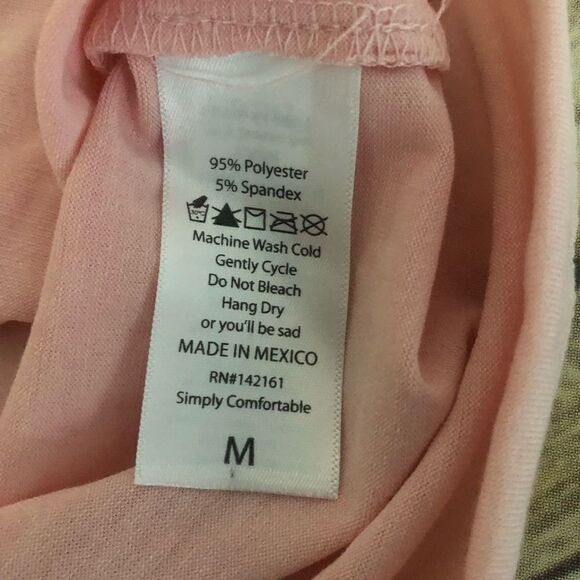 95% Polyester
5% Spandex
30°C
Machine Wash Cold
Gently Cycle
Do Not Bleach
Hang Dry
or you'll be sad
MADE IN MEXICO
RN#142161
Simply Comfortable
M